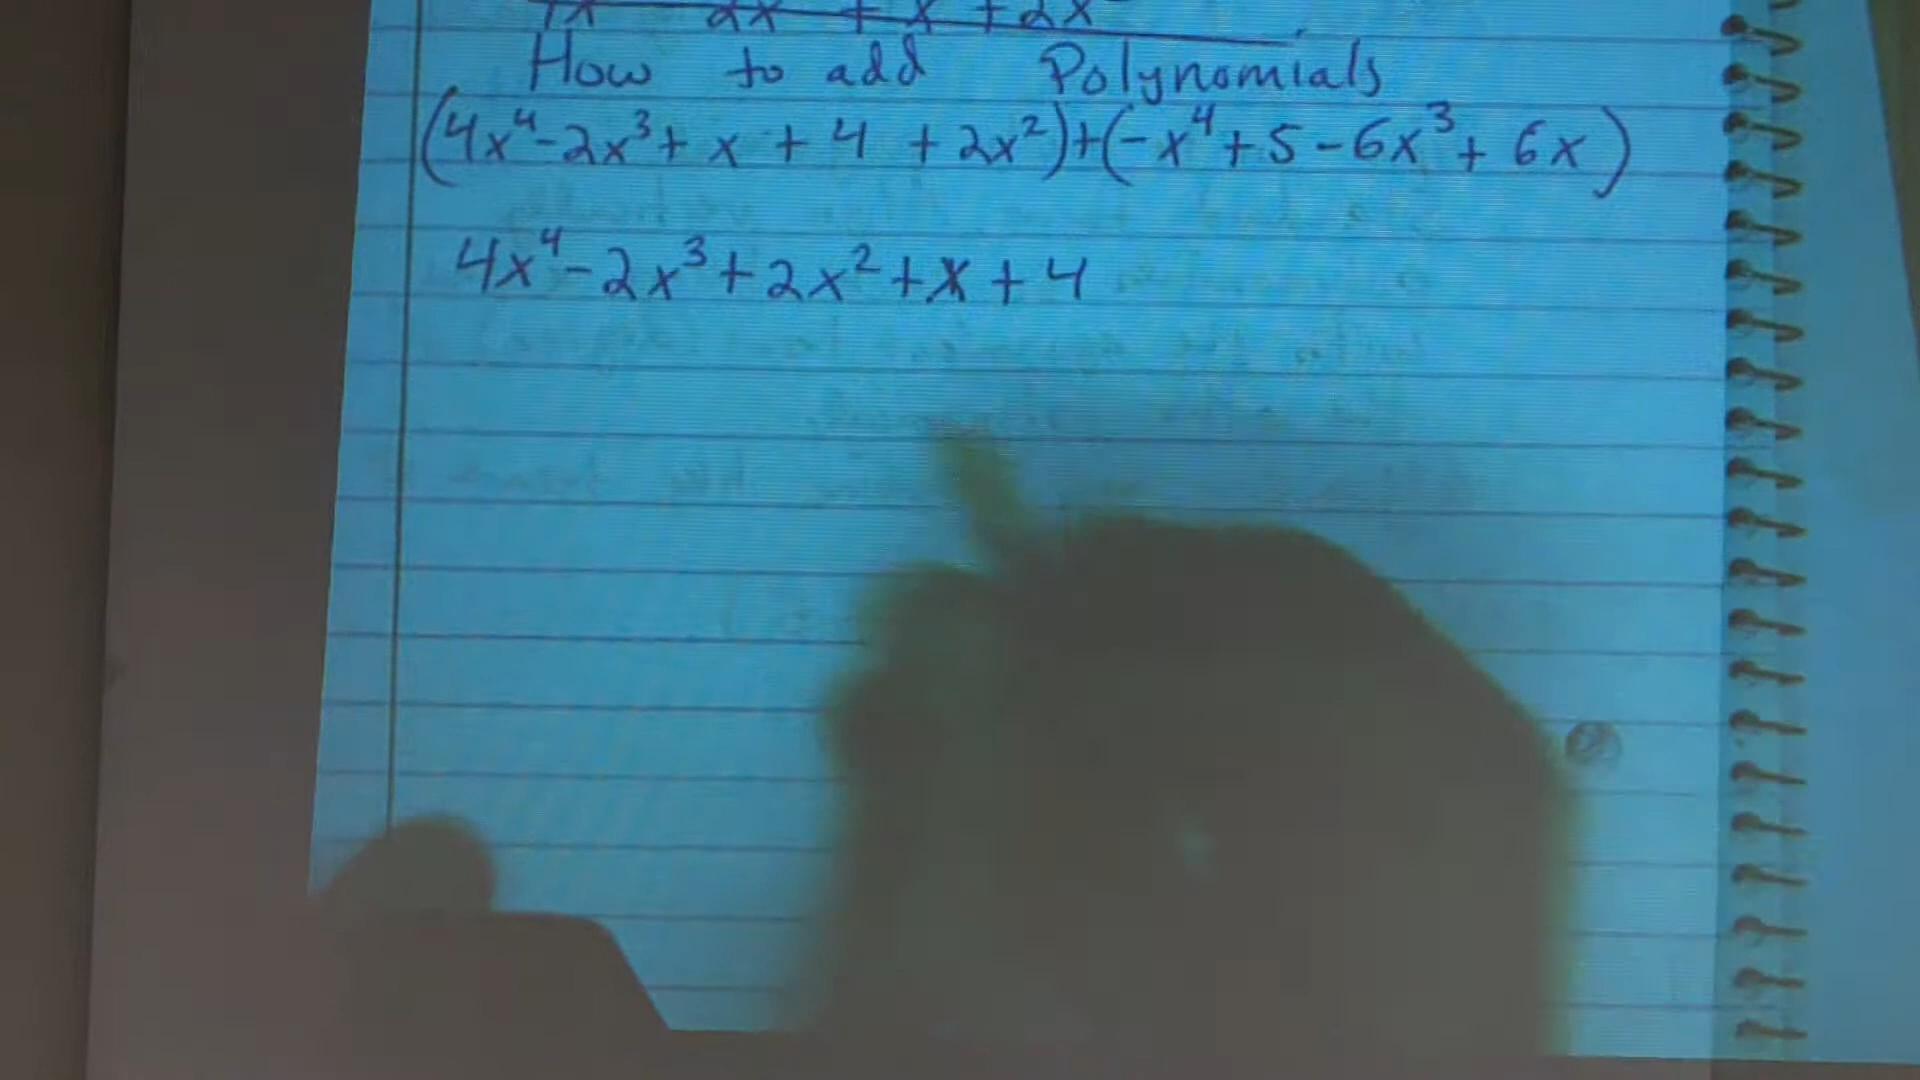 How to add Polynomials
(4x⁴-2x³+ x + 4 + 2x²)+(-x⁴+5-6x³+ 6x)
4x⁴-2x³+2x²+x+4